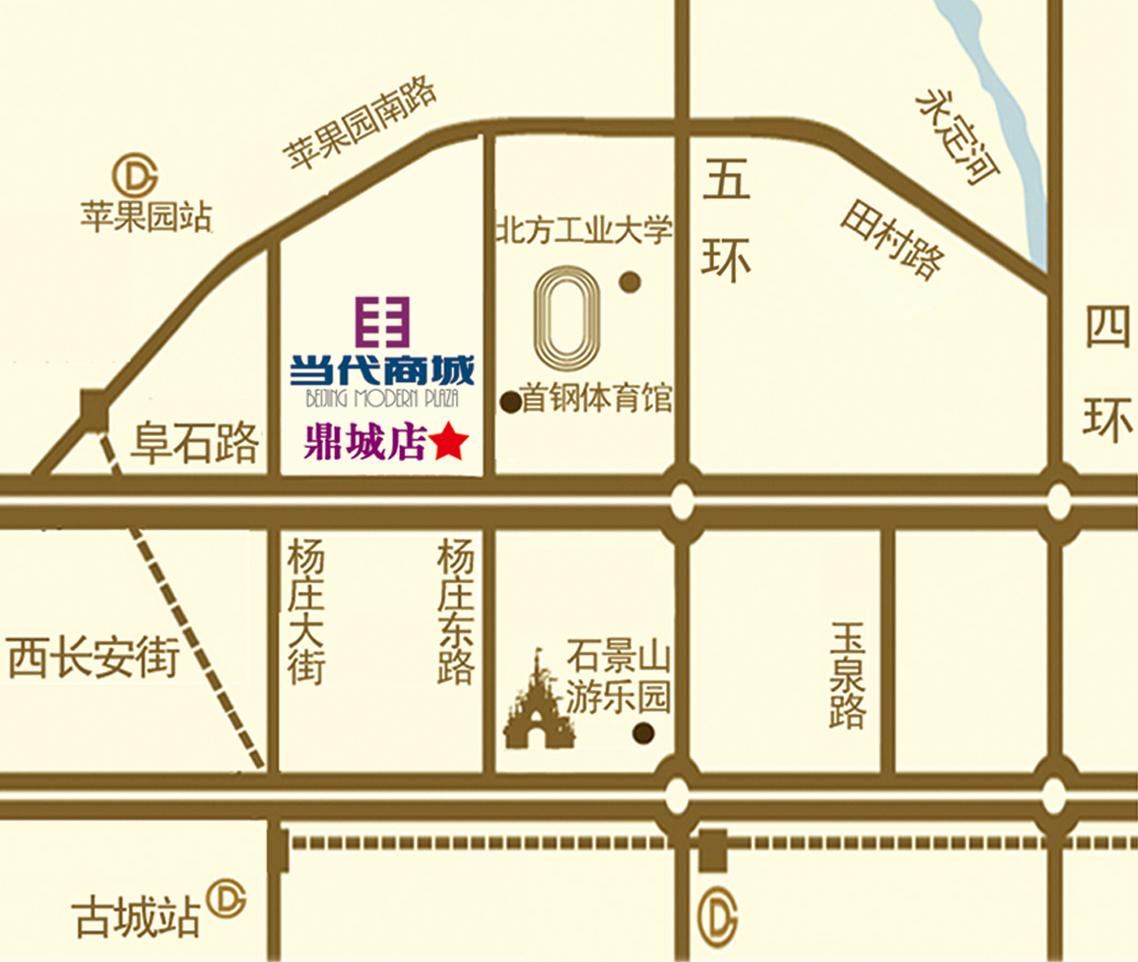 苹果园南路
永定河
苹果园站
五环
北方工业大学
田村路
四环
当代商城
BEIJING MODERN PLAZA
首钢体育馆
鼎城店
阜石路
杨庄大街
杨庄东路
西长安街
石景山
游乐园
玉泉路
古城站